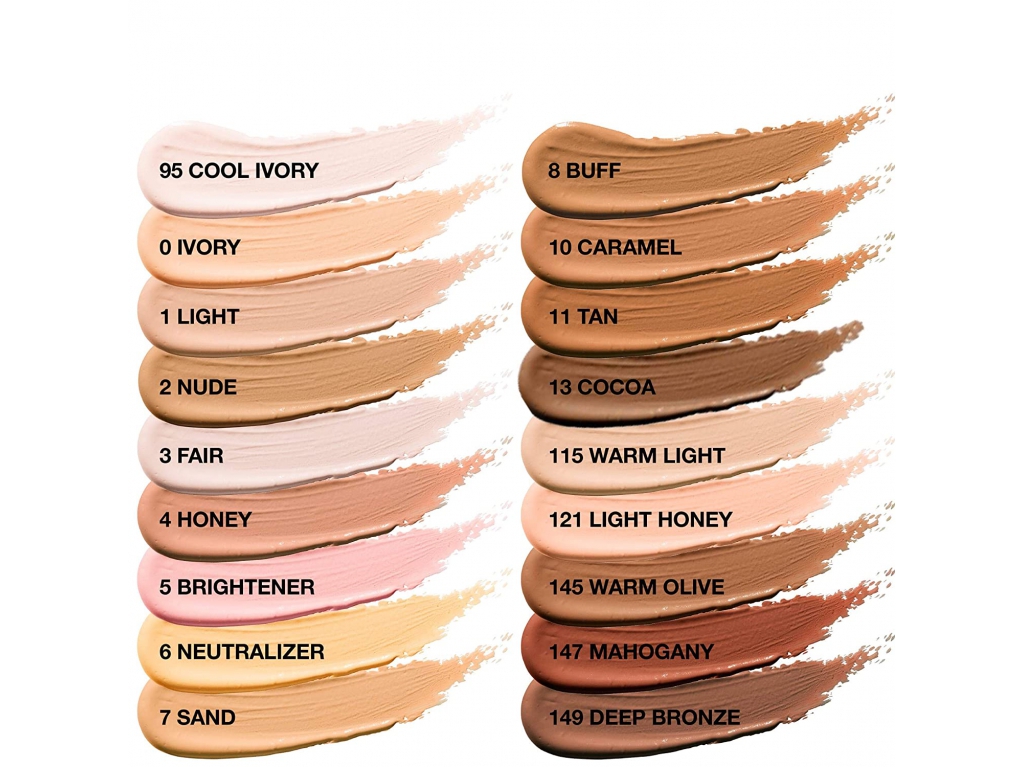 95 COOL IVORY
0 IVORY
1 LIGHT
2 NUDE
3 FAIR
4 HONEY
5 BRIGHTENER
6 NEUTRALIZER
7 SAND
8 BUFF
10 CARAMEL
11 TAN
13 COCOA
115 WARM LIGHT
121 LIGHT HONEY
145 WARM OLIVE
147 MAHOGANY
149 DEEP BRONZE